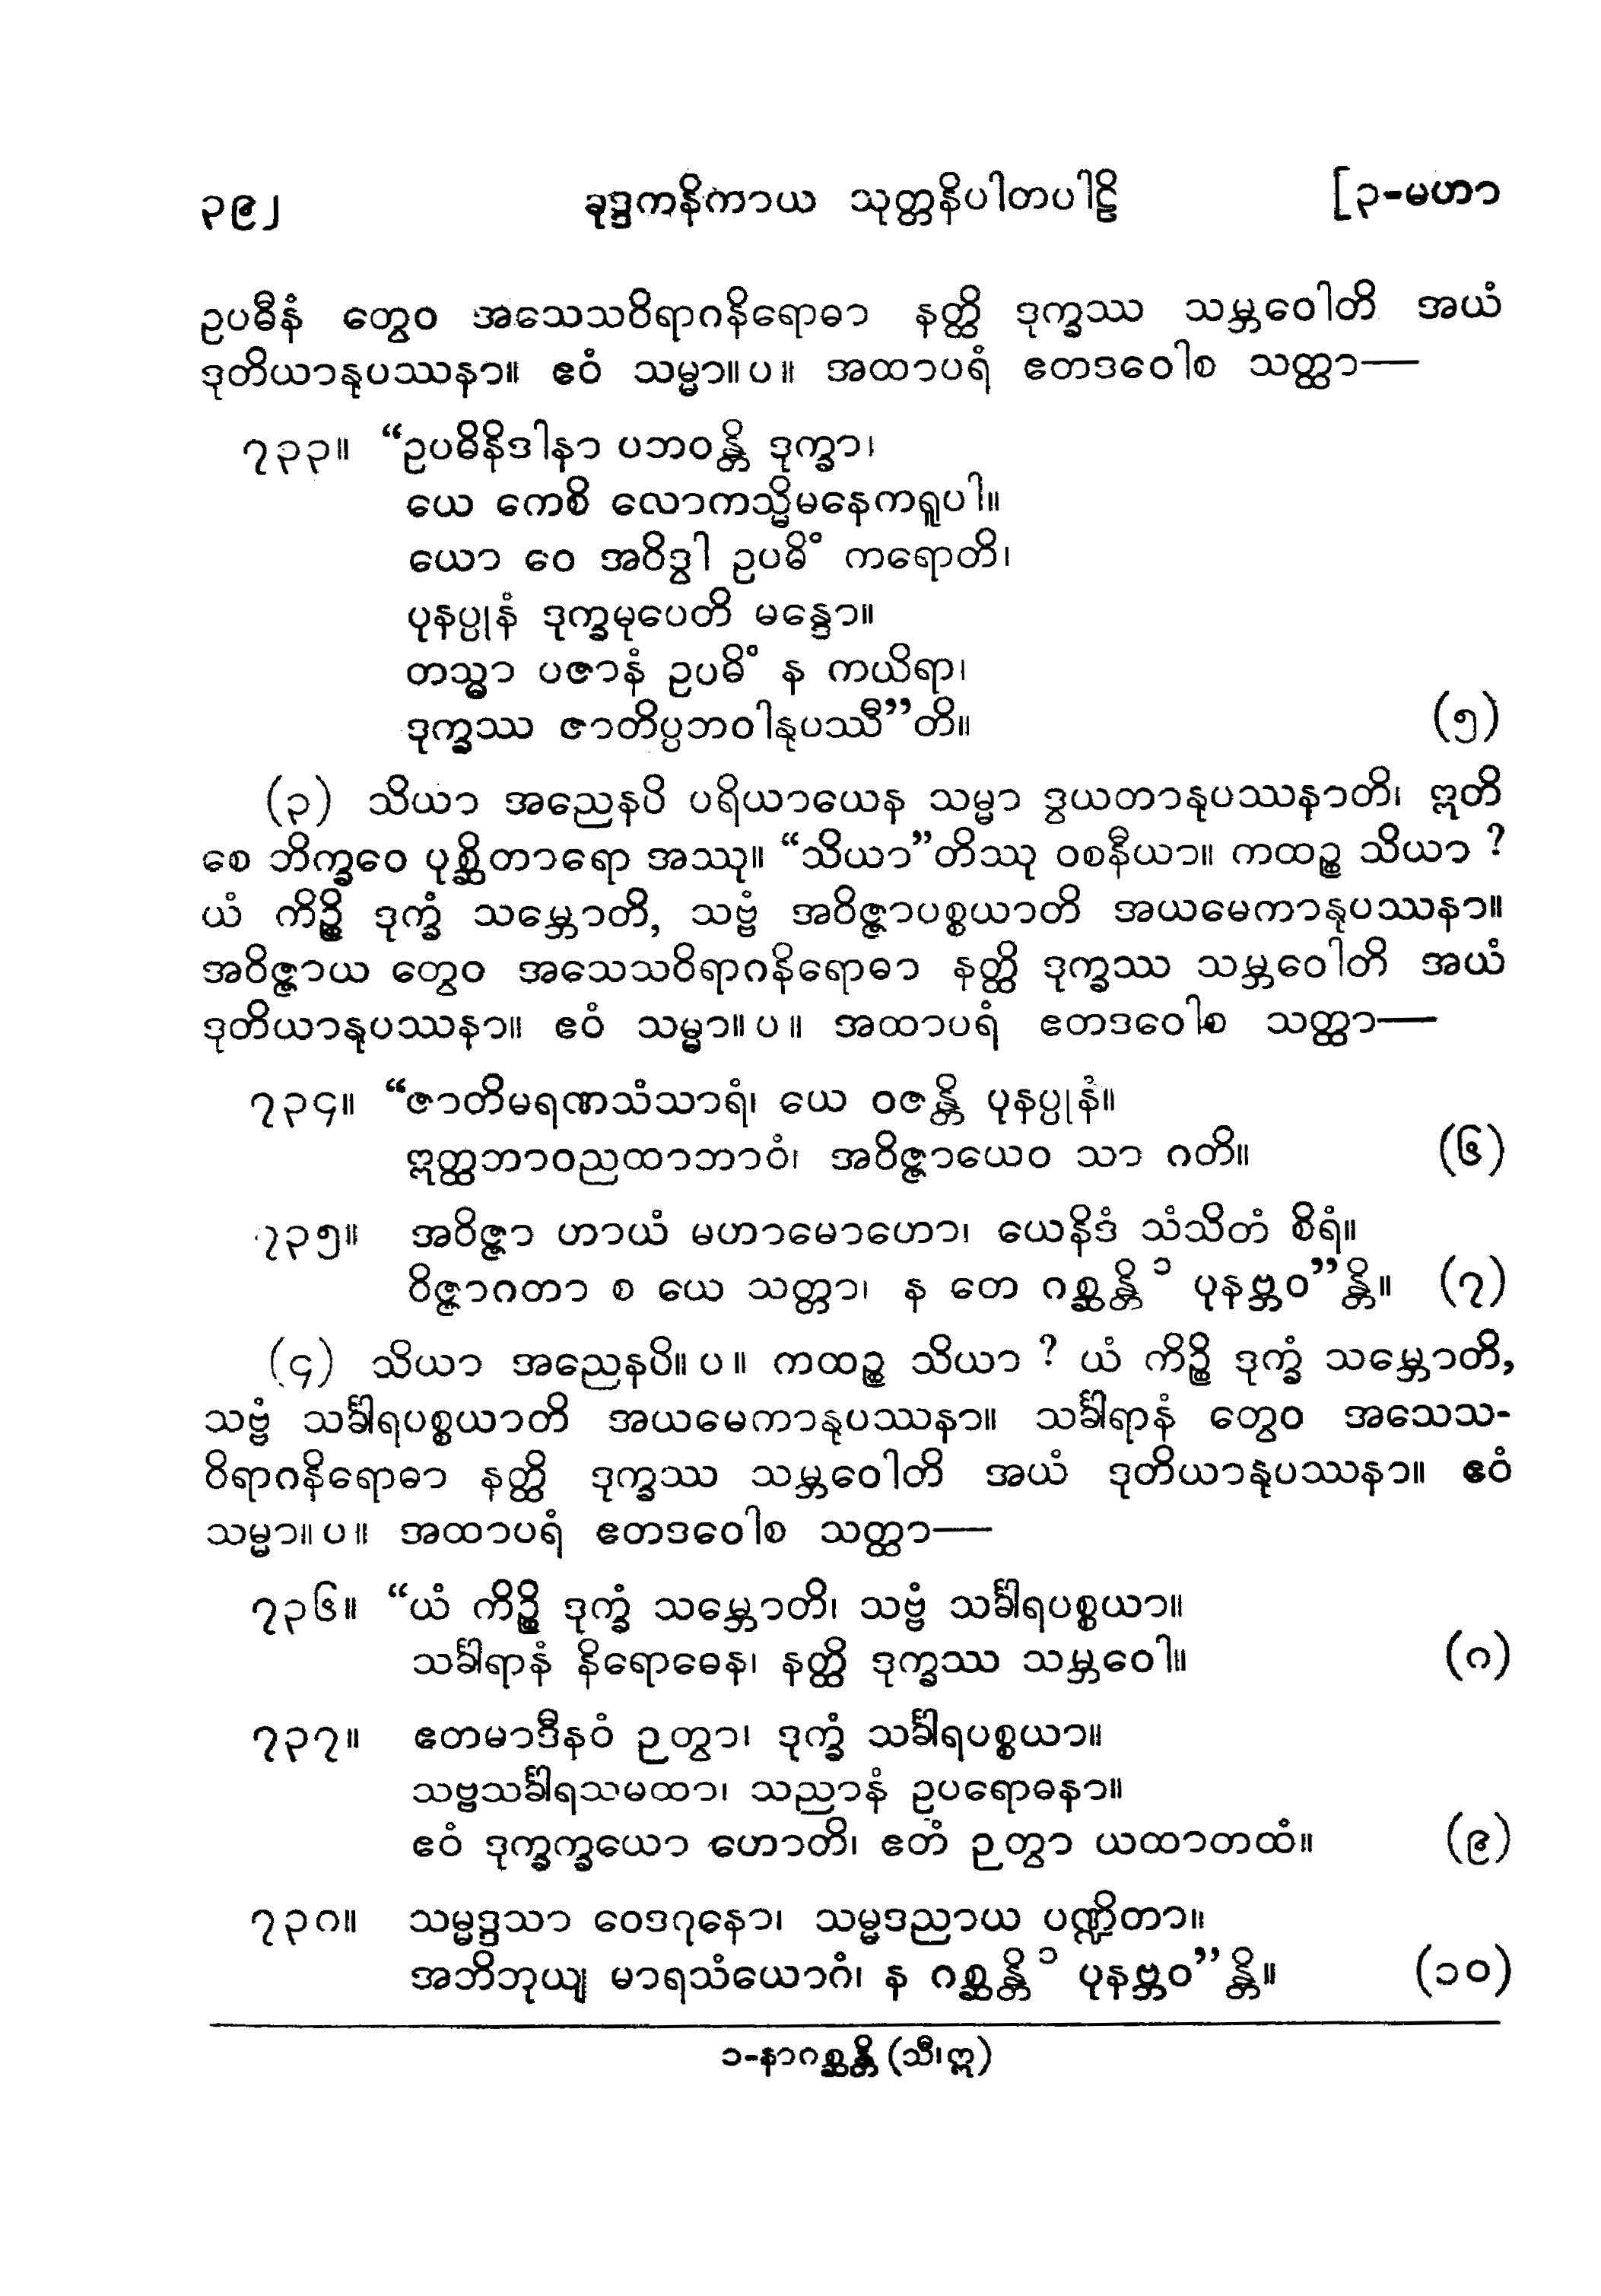 ၃၉၂ ခုဒ္ဒကနိကာယ သုတ္တနိပါတပါဠိ [၃-မဟာ
ဥပဓီနံ တွေဝ အသေသဝိရာဂနိရောဓာ နတ္ထိ ဒုက္ခဿ သမ္ဘဝေါတိ အယံ
ဒုတိယာနုပဿနာ။ ဧဝံ သမ္မာ။ပ။ အထာပရံ ဧတဒဝေါစ သတ္ထာ—
၇၃၃။ “ဥပဓိနိဒါနာ ပဘဝန္တိ ဒုက္ခာ၊
ယေ ကေစိ လောကသ္မိမနေကရူပါ။
ယော ဝေ အဝိဒွါ ဥပဓိံ ကရောတိ၊
ပုနပ္ပုနံ ဒုက္ခမုပေတိ မန္ဒော။
တသ္မာ ပဇာနံ ဥပဓိံ န ကယိရာ၊
ဒုက္ခဿ ဇာတိပ္ပဘဝါနုပဿီ”တိ။ (၅)
(၃) သိယာ အညေနပိ ပရိယာယေန သမ္မာ ဒွယတာနုပဿနာတိ၊ ဣတိ
စေ ဘိက္ခဝေ ပုစ္ဆိတာရော အဿု။ “သိယာ”တိဿု ဝစနီယာ။ ကထဉ္စ သိယာ ?
ယံ ကိဉ္စိ ဒုက္ခံ သမ္ဘောတိ, သဗ္ဗံ အဝိဇ္ဇာပစ္စယာတိ အယမေကာနုပဿနာ။
အဝိဇ္ဇာယ တွေဝ အသေသဝိရာဂနိရောဓာ နတ္ထိ ဒုက္ခဿ သမ္ဘဝေါတိ အယံ
ဒုတိယာနုပဿနာ။ ဧဝံ သမ္မာ။ပ။ အထာပရံ ဧတဒဝေါစ သတ္ထာ—
၇၃၄။ “ဇာတိမရဏသံသာရံ၊ ယေ ဝဇန္တိ ပုနပ္ပုနံ။
ဣတ္ထဘာဝညထာဘာဝံ၊ အဝိဇ္ဇာယေဝ သာ ဂတိ။ (၆)
၇၃၅။ အဝိဇ္ဇာ ဟာယံ မဟာမောဟော၊ ယေနိဒံ သံသိတံ စိရံ။
ဝိဇ္ဇာဂတာ စ ယေ သတ္တာ၊ န တေ ဂစ္ဆန္တိ ၁ ပုနဗ္ဘဝ”န္တိ။ (၇)
(၄) သိယာ အညေနပိ။ပ။ ကထဉ္စ သိယာ ? ယံ ကိဉ္စိ ဒုက္ခံ သမ္ဘောတိ,
သဗ္ဗံ သင်္ခါရပစ္စယာတိ အယမေကာနုပဿနာ။ သင်္ခါရာနံ တွေဝ အသေသ-
ဝိရာဂနိရောဓာ နတ္ထိ ဒုက္ခဿ သမ္ဘဝေါတိ အယံ ဒုတိယာနုပဿနာ။ ဧဝံ
သမ္မာ။ပ။ အထာပရံ ဧတဒဝေါစ သတ္ထာ—
၇၃၆။ “ယံ ကိဉ္စိ ဒုက္ခံ သမ္ဘောတိ၊ သဗ္ဗံ သင်္ခါရပစ္စယာ။
သင်္ခါရာနံ နိရောဓေန၊ နတ္ထိ ဒုက္ခဿ သမ္ဘဝေါ။ (၈)
၇၃၇။ ဧတမာဒီနဝံ ဉတွာ၊ ဒုက္ခံ သင်္ခါရပစ္စယာ။
သဗ္ဗသင်္ခါရသမထာ၊ သညာနံ ဥပရောဓနာ။
ဧဝံ ဒုက္ခက္ခယော ဟောတိ၊ ဧတံ ဉတွာ ယထာတထံ။ (၉)
၇၃၈။ သမ္မဒ္ဒသာ ဝေဒဂုနော၊ သမ္မဒညာယ ပဏ္ဍိတာ။
အဘိဘုယျ မာရသံယောဂံ၊ န ဂစ္ဆန္တိ ၁ ပုနဗ္ဘဝ”န္တိ။ (၁၀)
၁-နာဂစ္ဆန္တိ (သီ၊ဣ)